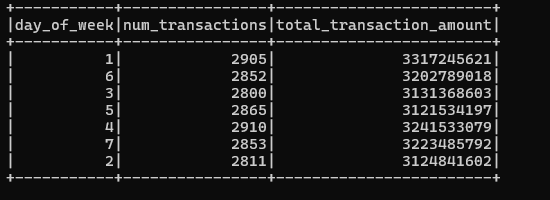 +-----------+----------------+------------------------+
|day_of_week|num_transactions|total_transaction_amount|
+-----------+----------------+------------------------+
|          1|            2905|              3317245621|
|          6|            2852|              3202789018|
|          3|            2800|              3131368603|
|          5|            2865|              3121534197|
|          4|            2910|              3241533079|
|          7|            2853|              3223485792|
|          2|            2811|              3124841602|
+-----------+----------------+------------------------+